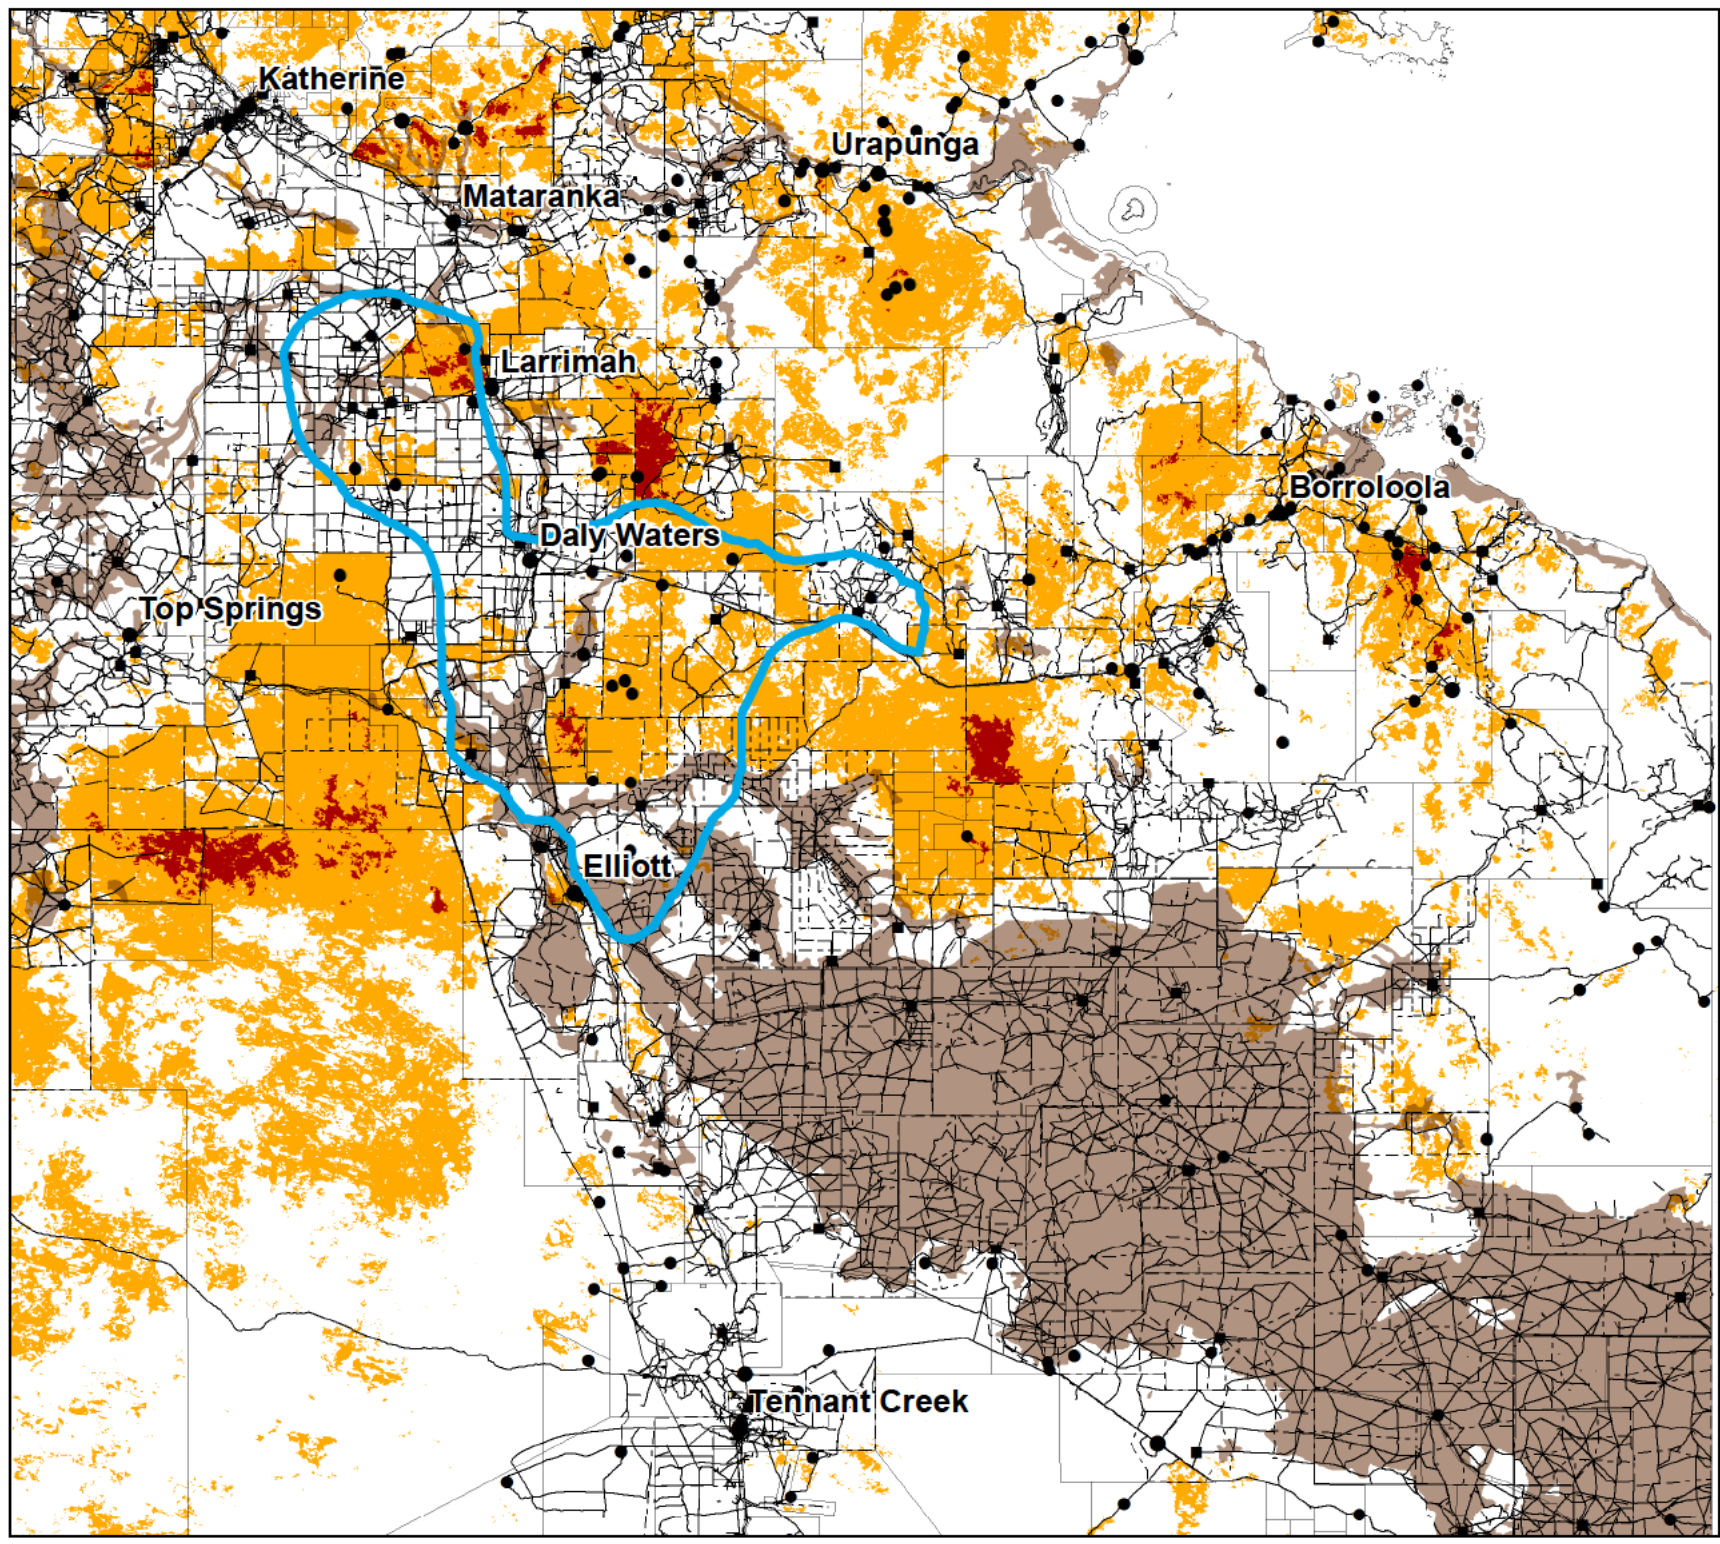 Katherine
Urapunga
Mataranka
Larrimah
Borroloola
Daly Waters
Top Springs
Elliott
Tennant Creek